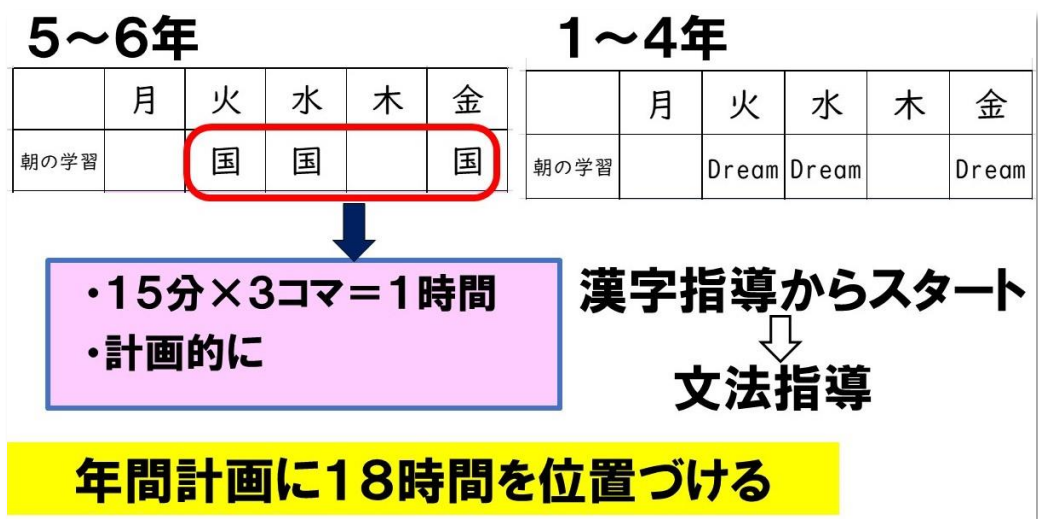 5~6年
月 火 水 木 金
朝の学習 国 国 国
・15分×3コマ=1時間
・計画的に
1~4年
月 火 水 木 金
朝の学習 Dream Dream Dream
漢字指導からスタート
文法指導
年間計画に18時間を位置づける